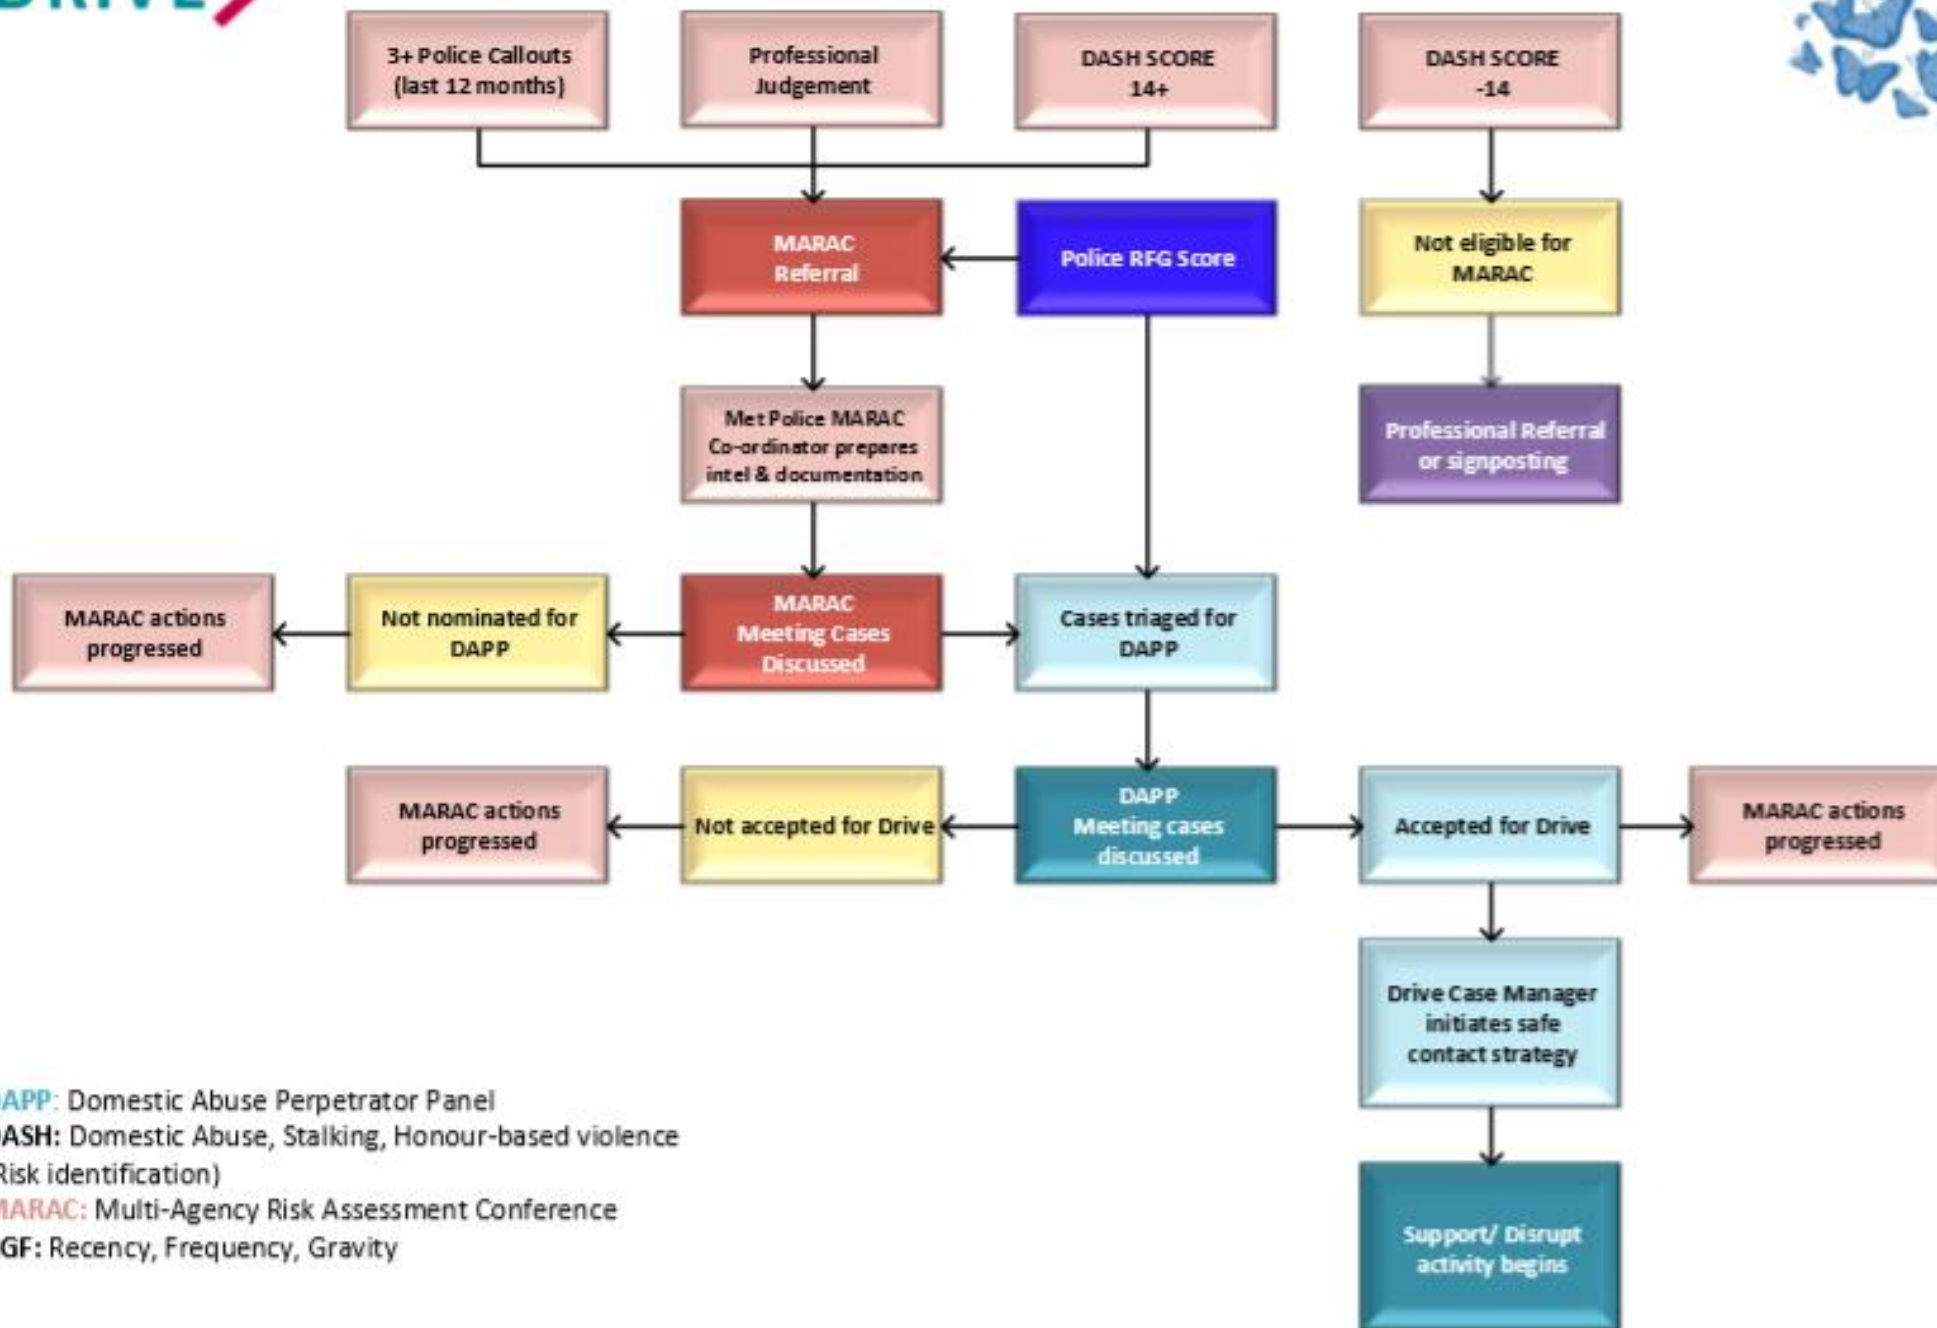 DRIVE
3+ Police Callouts
(last 12 months)
Professional
Judgement
DASH SCORE
14+
DASH SCORE
-14
MARAC
Referral
Police RFG Score
Not eligible for
MARAC
Met Police MARAC
Co-ordinator prepares
intel & documentation
Professional Referral
or signposting
MARAC actions
progressed
Not nominated for
DAPP
MARAC
Meeting Cases
Discussed
Cases triaged for
DAPP
MARAC actions
progressed
Not accepted for Drive
DAPP
Meeting cases
discussed
Accepted for Drive
MARAC actions
progressed
Drive Case Manager
initiates safe
contact strategy
Support/ Disrupt
activity begins
DAPP: Domestic Abuse Perpetrator Panel
DASH: Domestic Abuse, Stalking, Honour-based violence
(Risk identification)
MARAC: Multi-Agency Risk Assessment Conference
GF: Recency, Frequency, Gravity